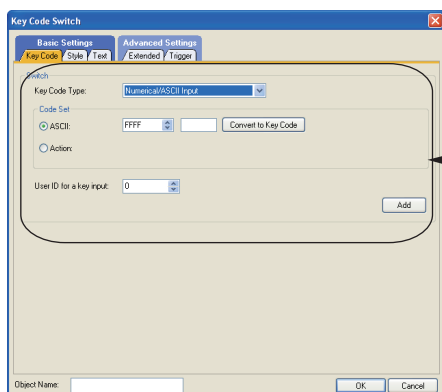 Key Code Switch
Basic Settings Advanced Settings
Key Code Style Text Extended Trigger
Switch
Key Code Type: Numerical/ASCII Input
Code Set
ASCII: FFFF Convert to Key Code
Action:
User ID for a key input: 0
Add
Object Name: OK Cancel